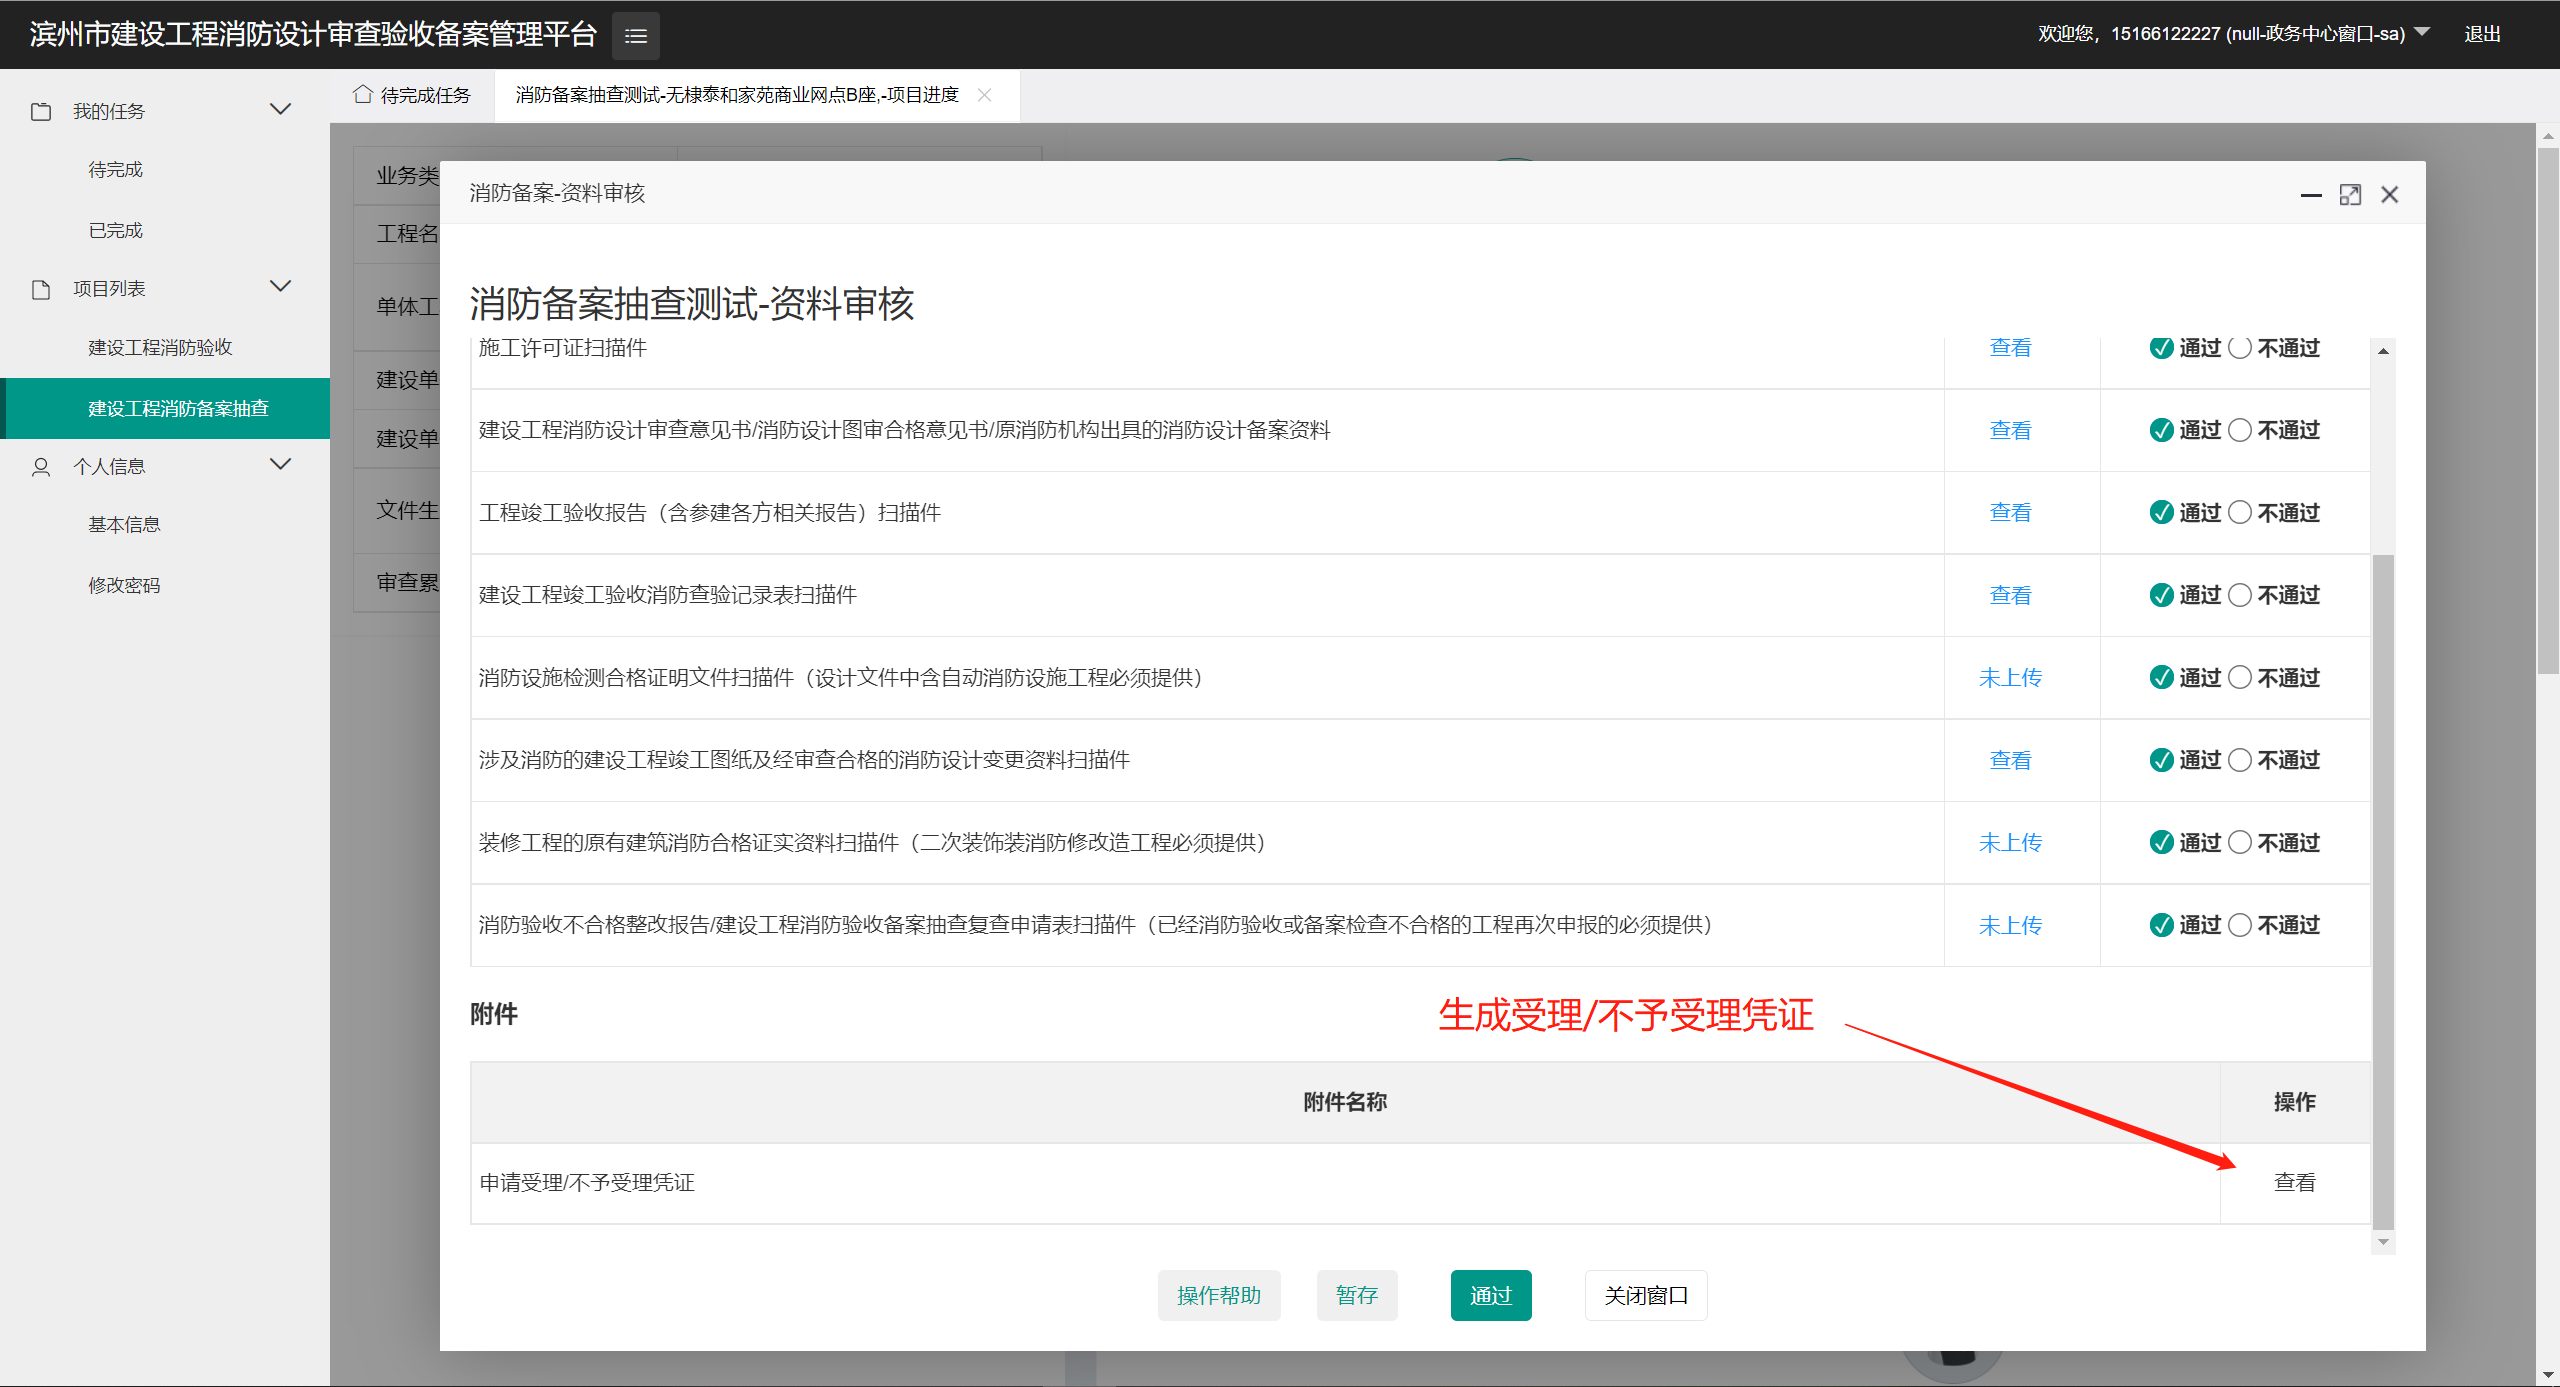 滨州市建设工程消防设计审查验收备案管理平台
欢迎您，15166122227 (null-政务中心窗口-sa)
退出
我的任务
待完成
已完成
项目列表
建设工程消防验收
建设工程消防备案抽查
个人信息
基本信息
修改密码
待完成任务
消防备案抽查测试-无棣泰和家苑商业网点B座,-项目进度
业务类
工程名
单体工
建设单
建设单
文件生
审查累
消防备案-资料审核
消防备案抽查测试-资料审核
施工许可证扫描件 查看 通过 不通过
建设工程消防设计审查意见书/消防设计图审合格意见书/原消防机构出具的消防设计备案资料 查看 通过 不通过
工程竣工验收报告（含参建各方相关报告）扫描件 查看 通过 不通过
建设工程竣工验收消防查验记录表扫描件 查看 通过 不通过
消防设施检测合格证明文件扫描件（设计文件中含自动消防设施工程必须提供） 未上传 通过 不通过
涉及消防的建设工程竣工图纸及经审查合格的消防设计变更资料扫描件 查看 通过 不通过
装修工程的原有建筑消防合格证实资料扫描件（二次装饰装消防修改造工程必须提供） 未上传 通过 不通过
消防验收不合格整改报告/建设工程消防验收备案抽查复查申请表扫描件（已经消防验收或备案检查不合格的工程再次申报的必须提供） 未上传 通过 不通过
附件
生成受理/不予受理凭证
附件名称 操作
申请受理/不予受理凭证 查看
操作帮助 暂存 通过 关闭窗口